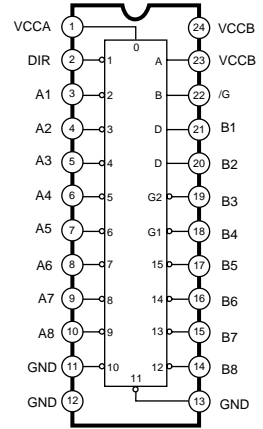 VCCA 1 0 24 VCCB
DIR 2 1 A 23 VCCB
A1 3 2 B 22 /G
A2 4 3 D 21 B1
A3 5 4 D 20 B2
A4 6 5 G2 19 B3
A5 7 6 G1 18 B4
A6 8 7 15 17 B5
A7 9 8 14 16 B6
A8 10 9 13 15 B7
GND 11 10 12 14 B8
GND 12 11 13 GND